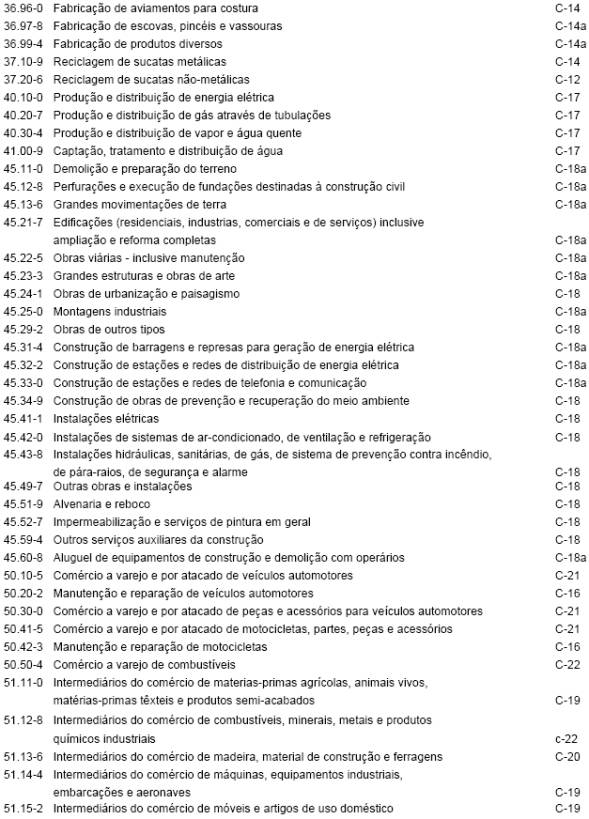 36.96-0 Fabricação de aviamentos para costura C-14
36.97-8 Fabricação de escovas, pincéis e vassouras C-14a
36.99-4 Fabricação de produtos diversos C-14a
37.10-9 Reciclagem de sucatas metálicas C-14
37.20-6 Reciclagem de sucatas não-metálicas C-12
40.10-0 Produção e distribuição de energia elétrica C-17
40.20-7 Produção e distribuição de gás através de tubulações C-17
40.30-4 Produção e distribuição de vapor e água quente C-17
41.00-9 Captação, tratamento e distribuição de água C-17
45.11-0 Demolição e preparação do terreno C-18a
45.12-8 Perfurações e execução de fundações destinadas à construção civil C-18a
45.13-6 Grandes movimentações de terra C-18a
45.21-7 Edificações (residenciais, industrias, comerciais e de serviços) inclusive
ampliação e reforma completas C-18a
45.22-5 Obras viárias - inclusive manutenção C-18a
45.23-3 Grandes estruturas e obras de arte C-18a
45.24-1 Obras de urbanização e paisagismo C-18
45.25-0 Montagens industriais C-18a
45.29-2 Obras de outros tipos C-18
45.31-4 Construção de barragens e represas para geração de energia elétrica C-18a
45.32-2 Construção de estações e redes de distribuição de energia elétrica C-18a
45.33-0 Construção de estações e redes de telefonia e comunicação C-18a
45.34-9 Construção de obras de prevenção e recuperação do meio ambiente C-18
45.41-1 Instalações elétricas C-18
45.42-0 Instalações de sistemas de ar-condicionado, de ventilação e refrigeração C-18
45.43-8 Instalações hidráulicas, sanitárias, de gás, de sistema de prevenção contra incêndio,
de pára-raios, de segurança e alarme C-18
45.49-7 Outras obras e instalações C-18
45.51-9 Alvenaria e reboco C-18
45.52-7 Impermeabilização e serviços de pintura em geral C-18
45.59-4 Outros serviços auxiliares da construção C-18
45.60-8 Aluguel de equipamentos de construção e demolição com operários C-18a
50.10-5 Comércio a varejo e por atacado de veículos automotores C-21
50.20-2 Manutenção e reparação de veículos automotores C-16
50.30-0 Comércio a varejo e por atacado de peças e acessórios para veículos automotores C-21
50.41-5 Comércio a varejo e por atacado de motocicletas, partes, peças e acessórios C-21
50.42-3 Manutenção e reparação de motocicletas C-16
50.50-4 Comércio a varejo de combustíveis C-22
51.11-0 Intermediários do comércio de materias-primas agrícolas, animais vivos,
matérias-primas têxteis e produtos semi-acabados C-19
51.12-8 Intermediários do comércio de combustíveis, minerais, metais e produtos
químicos industriais c-22
51.13-6 Intermediários do comércio de madeira, material de construção e ferragens C-20
51.14-4 Intermediários do comércio de máquinas, equipamentos industriais,
embarcações e aeronaves C-19
51.15-2 Intermediários do comércio de móveis e artigos de uso doméstico C-19